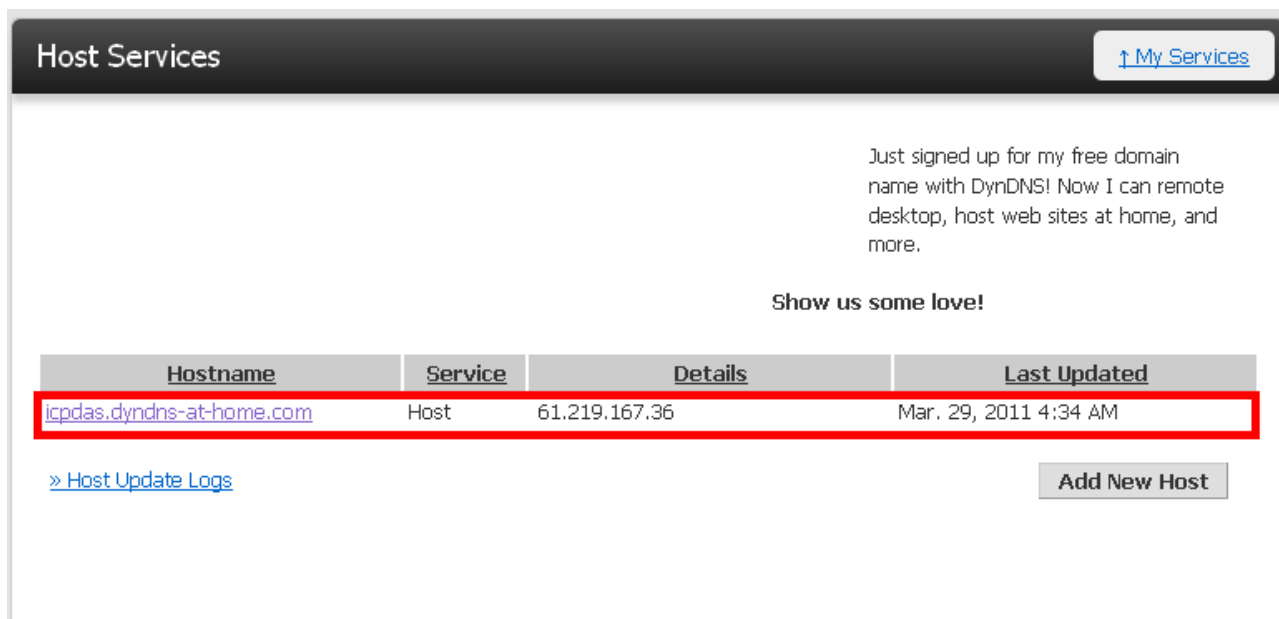 Host Services
↑ My Services
Just signed up for my free domain
name with DynDNS! Now I can remote
desktop, host web sites at home, and
more.
Show us some love!
Hostname Service Details Last Updated
icpdas.dyndns-at-home.com Host 61.219.167.36 Mar. 29, 2011 4:34 AM
» Host Update Logs
Add New Host